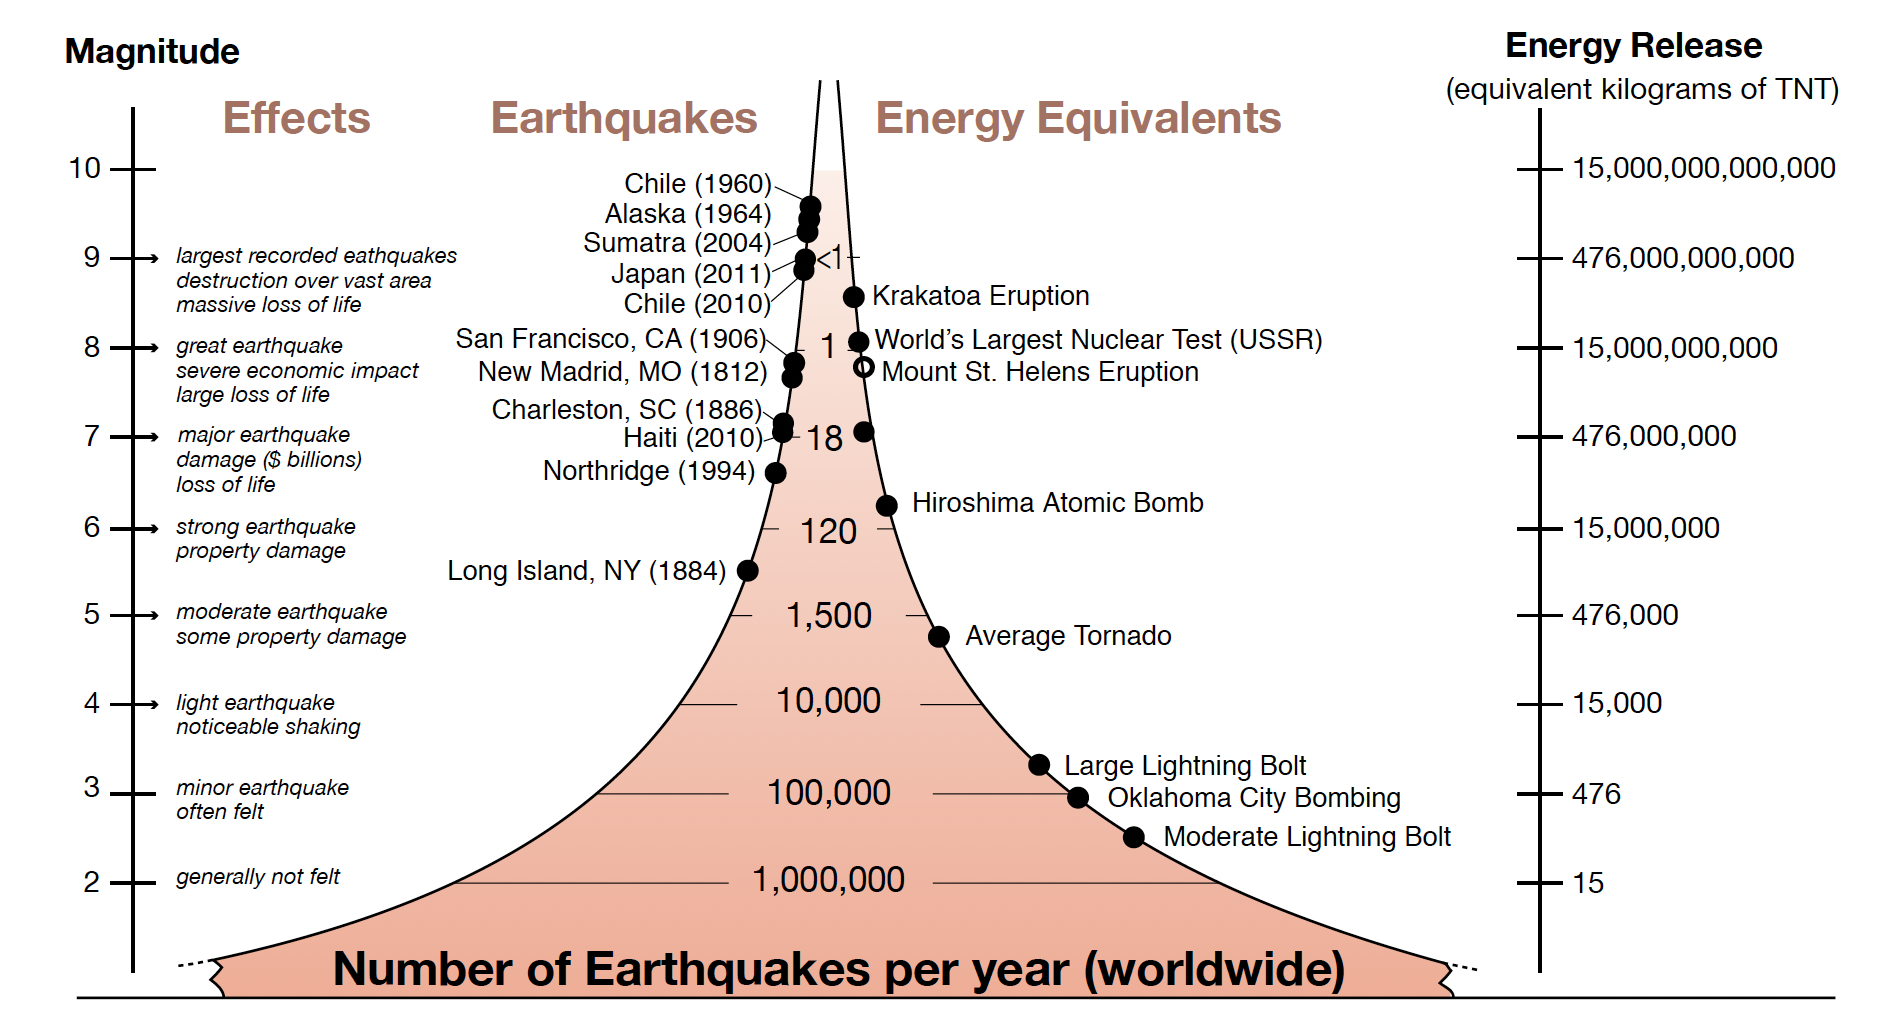 Magnitude
Energy Release
(equivalent kilograms of TNT)
Effects
Earthquakes
Energy Equivalents
10
15,000,000,000,000
Chile (1960)
Alaska (1964)
Sumatra (2004)
9
largest recorded eathquakes
destruction over vast area
massive loss of life
<1
476,000,000,000
Japan (2011)
Chile (2010)
Krakatoa Eruption
8
great earthquake
severe economic impact
large loss of life
San Francisco, CA (1906)
1
World's Largest Nuclear Test (USSR)
15,000,000,000
New Madrid, MO (1812)
Mount St. Helens Eruption
Charleston, SC (1886)
7
major earthquake
damage ($ billions)
loss of life
Haiti (2010)
18
476,000,000
Northridge (1994)
Hiroshima Atomic Bomb
6
strong earthquake
property damage
120
15,000,000
Long Island, NY (1884)
5
moderate earthquake
some property damage
1,500
476,000
Average Tornado
4
light earthquake
noticeable shaking
10,000
15,000
Large Lightning Bolt
3
minor earthquake
often felt
100,000
Oklahoma City Bombing
476
Moderate Lightning Bolt
2
generally not felt
1,000,000
15
Number of Earthquakes per year (worldwide)